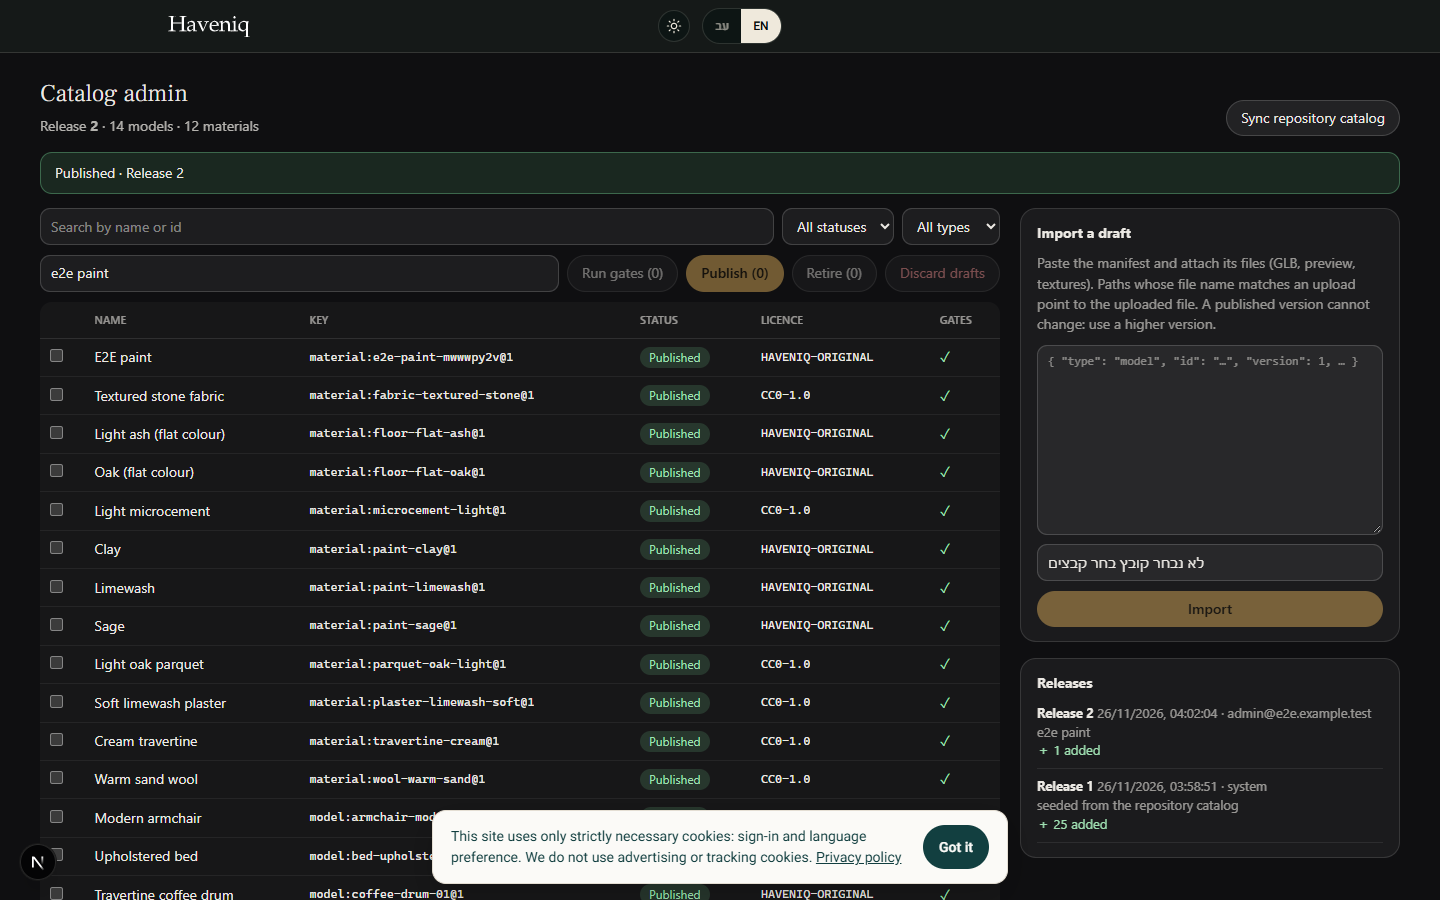 Haveniq
עב EN
Catalog admin
Release 2 · 14 models · 12 materials
Sync repository catalog
Published · Release 2
Search by name or id
All statuses
All types
e2e paint
Run gates (0)
Publish (0)
Retire (0)
Discard drafts
NAME KEY STATUS LICENCE GATES
E2E paint material:e2e-paint-mwwwpy2v@1 Published HAVENIQ-ORIGINAL ✓
Textured stone fabric material:fabric-textured-stone@1 Published CC0-1.0 ✓
Light ash (flat colour) material:floor-flat-ash@1 Published HAVENIQ-ORIGINAL ✓
Oak (flat colour) material:floor-flat-oak@1 Published HAVENIQ-ORIGINAL ✓
Light microcement material:microcement-light@1 Published CC0-1.0 ✓
Clay material:paint-clay@1 Published HAVENIQ-ORIGINAL ✓
Limewash material:paint-limewash@1 Published HAVENIQ-ORIGINAL ✓
Sage material:paint-sage@1 Published HAVENIQ-ORIGINAL ✓
Light oak parquet material:parquet-oak-light@1 Published CC0-1.0 ✓
Soft limewash plaster material:plaster-limewash-soft@1 Published CC0-1.0 ✓
Cream travertine material:travertine-cream@1 Published CC0-1.0 ✓
Warm sand wool material:wool-warm-sand@1 Published CC0-1.0 ✓
Modern armchair
Upholstered bed
Travertine coffee drum model:coffee-drum-01@1 Published HAVENIQ-ORIGINAL ✓
Import a draft
Paste the manifest and attach its files (GLB, preview,
textures). Paths whose file name matches an upload
point to the uploaded file. A published version cannot
change: use a higher version.
{ "type": "model", "id": "…", "version": 1, … }
לא נבחר קובץ בחר קבצים
Import
Releases
Release 2 26/11/2026, 04:02:04 · admin@e2e.example.test
e2e paint
+ 1 added
Release 1 26/11/2026, 03:58:51 · system
seeded from the repository catalog
+ 25 added
This site uses only strictly necessary cookies: sign-in and language
preference. We do not use advertising or tracking cookies. Privacy policy
Got it
N